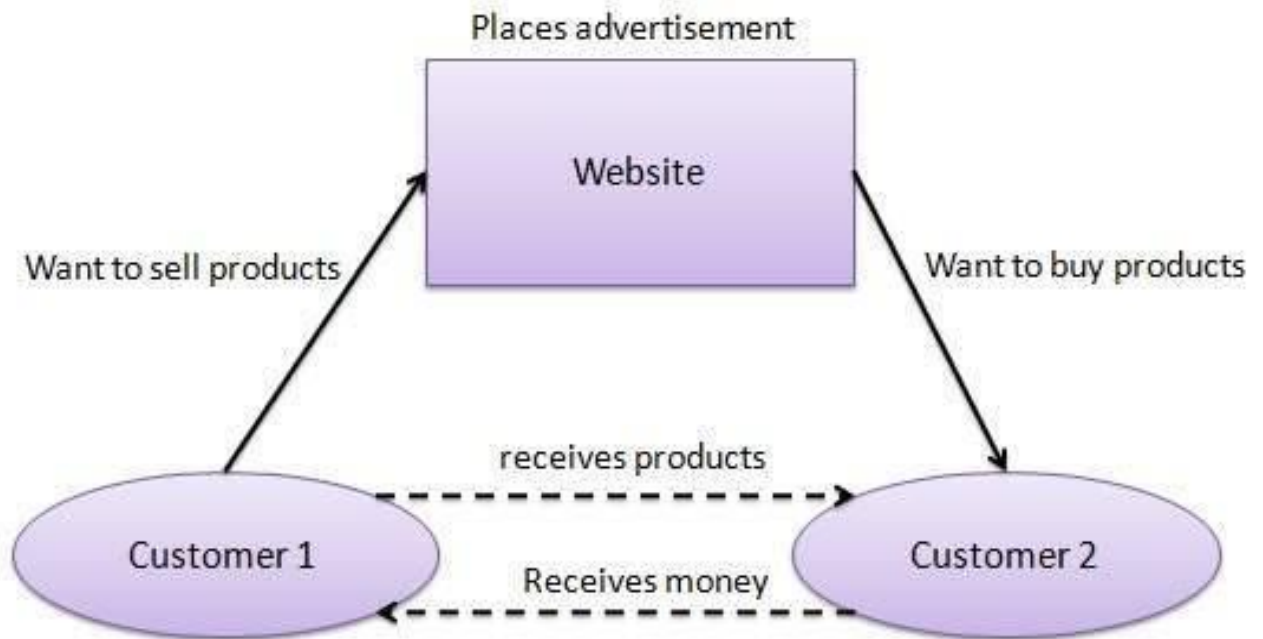 Places advertisement
Website
Want to sell products
Want to buy products
receives products
Customer 1
Customer 2
Receives money